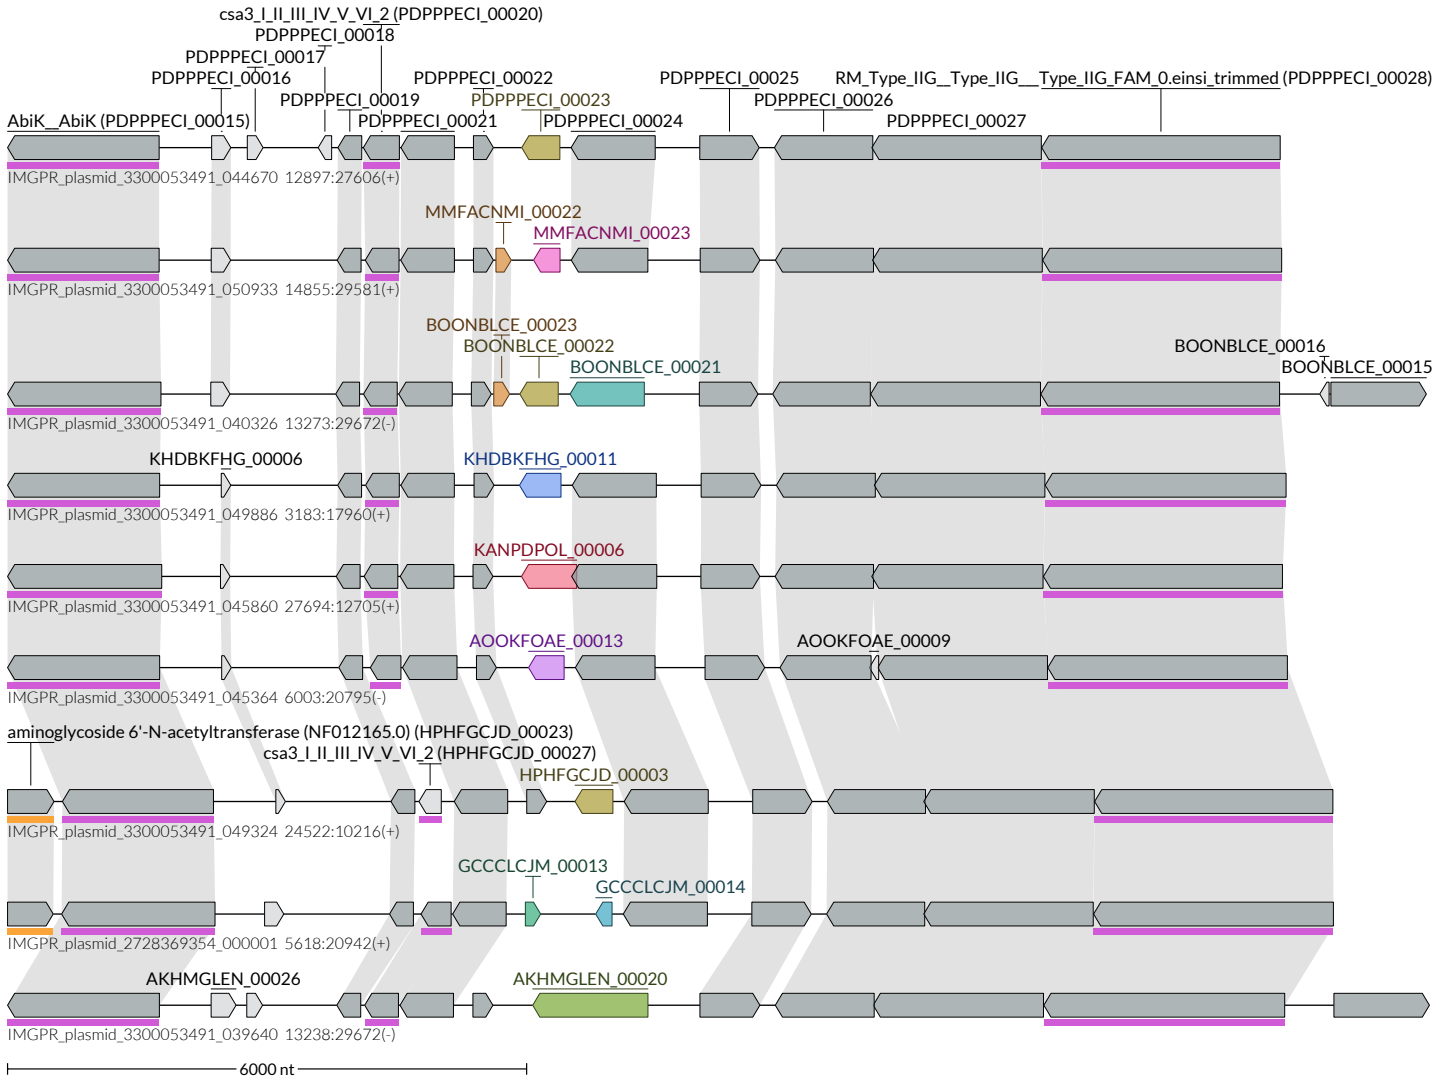 csa3_I_II_III_IV_V_VI_2 (PDPPPECI_00020)
PDPPPECI_00018
PDPPPECI_00017
PDPPPECI_00016 PDPPPECI_00022 PDPPPECI_00025 RM_Type_IIG__Type_IIG___Type_IIG_FAM_0.einsi_trimmed (PDPPPECI_00028)
PDPPPECI_00019 PDPPPECI_00023 PDPPPECI_00026
AbiK__AbiK (PDPPPECI_00015) PDPPPECI_00021 PDPPPECI_00024 PDPPPECI_00027
IMGPR_plasmid_3300053491_044670 12897:27606(+)
MMFACNMI_00022
MMFACNMI_00023
IMGPR_plasmid_3300053491_050933 14855:29581(+)
BOONBLCE_00023
BOONBLCE_00022 BOONBLCE_00016
BOONBLCE_00021 BOONBLCE_00015
IMGPR_plasmid_3300053491_040326 13273:29672(-)
KHDBKFHG_00006 KHDBKFHG_00011
IMGPR_plasmid_3300053491_049886 3183:17960(+)
KANPDPOL_00006
IMGPR_plasmid_3300053491_045860 27694:12705(+)
AOOKFOAE_00013 AOOKFOAE_00009
IMGPR_plasmid_3300053491_045364 6003:20795(-)
aminoglycoside 6'-N-acetyltransferase (NF012165.0) (HPHFGCJD_00023)
csa3_I_II_III_IV_V_VI_2 (HPHFGCJD_00027)
HPHFGCJD_00003
IMGPR_plasmid_3300053491_049324 24522:10216(+)
GCCCLCJM_00013
GCCCLCJM_00014
IMGPR_plasmid_2728369354_000001 5618:20942(+)
AKHMGLEN_00026 AKHMGLEN_00020
IMGPR_plasmid_3300053491_039640 13238:29672(-)
6000 nt